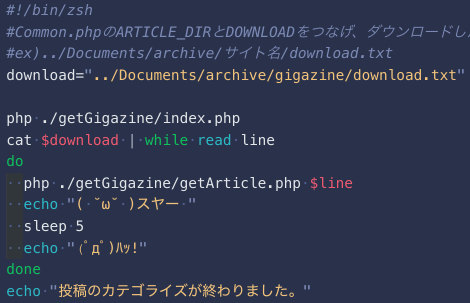 #!/bin/zsh
#Common.phpのARTICLE_DIRとDOWNLOADをつなげ、ダウンロードし
#ex)../Documents/archive/サイト名/download.txt
download="../Documents/archive/gigazine/download.txt"
php ./getGigazine/index.php
cat $download | while read line
do
php ./getGigazine/getArticle.php $line
echo "( ˘ω˘ )スヤー "
sleep 5
echo "(ﾟдﾟ)ﾊｯ!"
done
echo "投稿のカテゴライズが終わりました。"